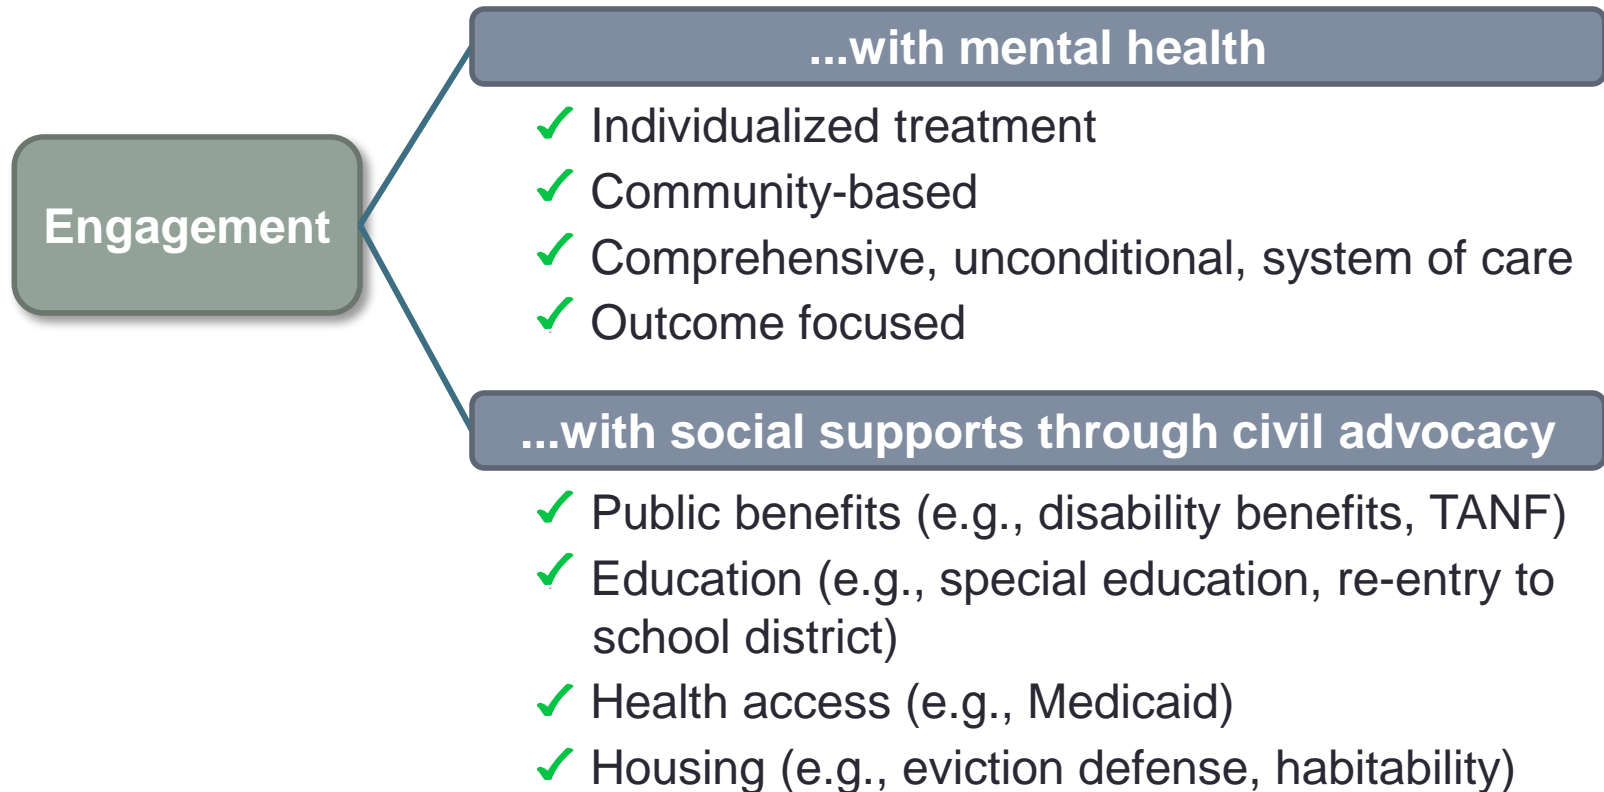 Engagement
...with mental health
Individualized treatment
Community-based
Comprehensive, unconditional, system of care
Outcome focused
...with social supports through civil advocacy
Public benefits (e.g., disability benefits, TANF)
Education (e.g., special education, re-entry to
school district)
Health access (e.g., Medicaid)
Housing (e.g., eviction defense, habitability)